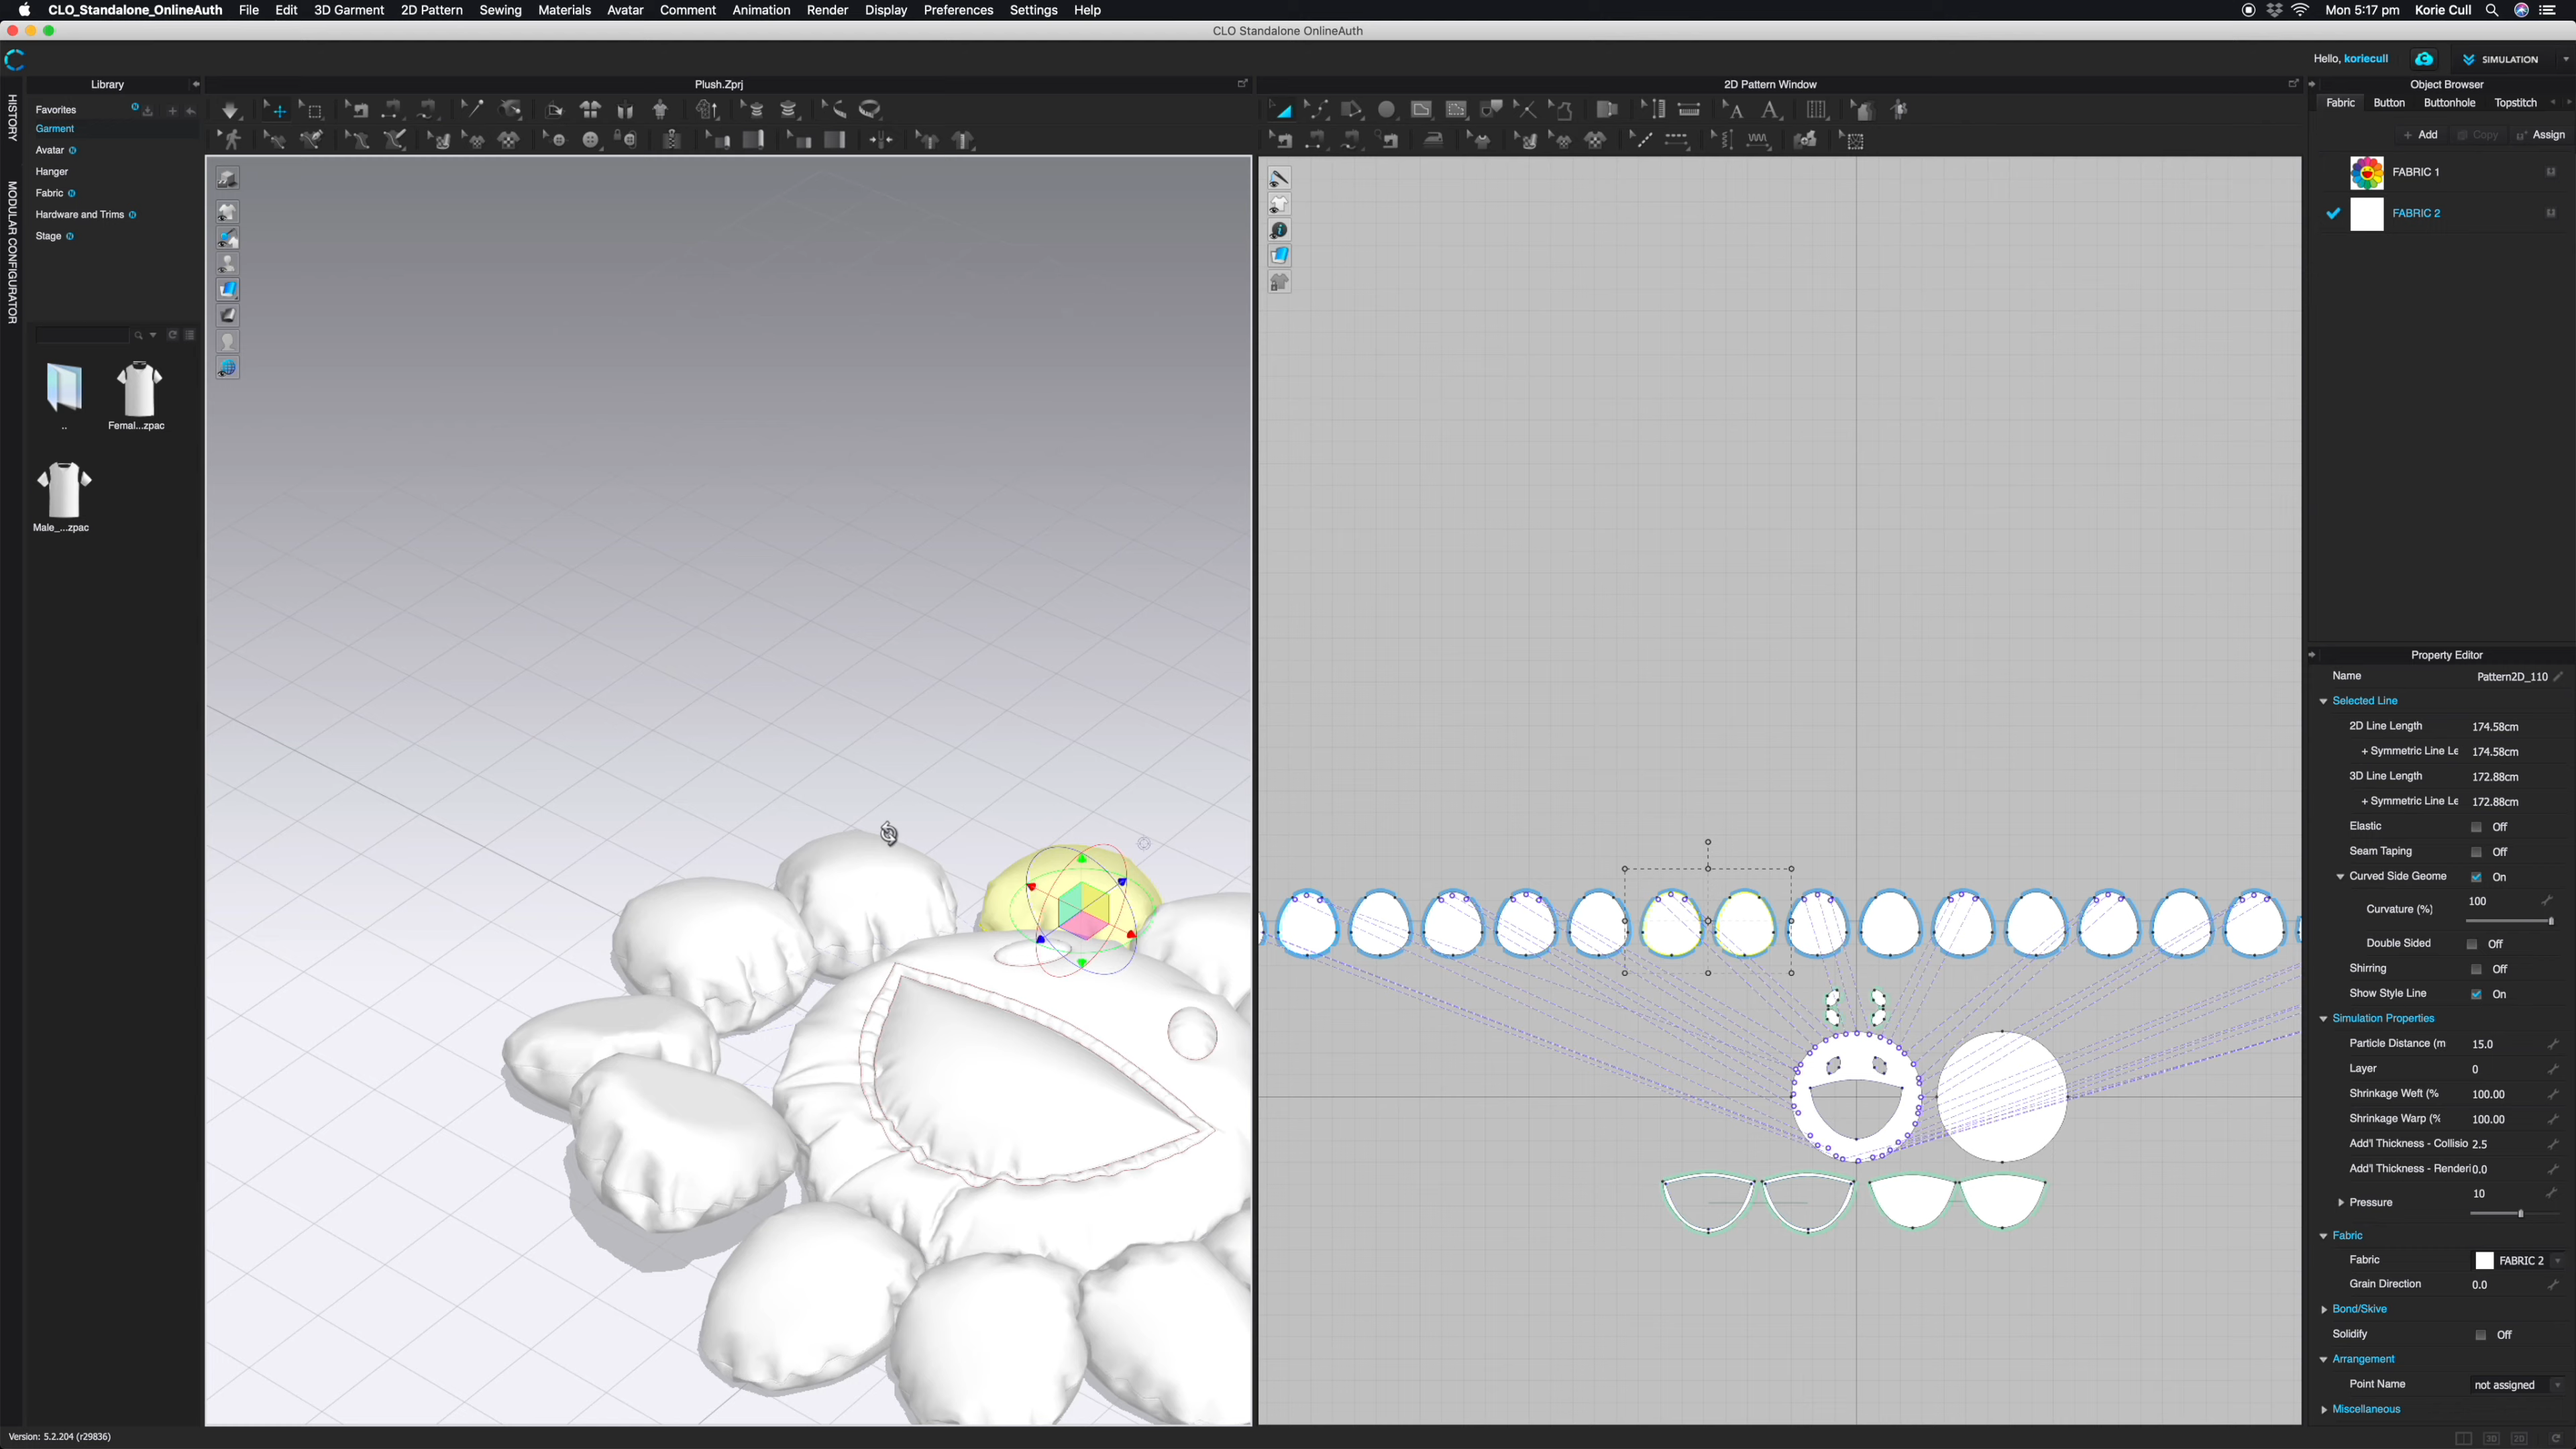 CLO_Standalone_OnlineAuth File Edit 3D Garment 2D Pattern Sewing Materials Avatar Comment Animation Render Display Preferences Settings Help Mon 5:17 pm Korie Cull
CLO Standalone OnlineAuth
Hello, koriecull SIMULATION
Library
Plush.Zprj
2D Pattern Window
Object Browser
HISTORY
MODULAR CONFIGURATOR
Favorites
Garment
Avatar
Hanger
Fabric
Hardware and Trims
Stage
..
Femal...zpac
Male_...zpac
Fabric Button Buttonhole Topstitch
+ Add Copy Assign
FABRIC 1
FABRIC 2
Property Editor
Name Pattern2D_110
Selected Line
2D Line Length 174.58cm
+ Symmetric Line Le 174.58cm
3D Line Length 172.88cm
+ Symmetric Line Le 172.88cm
Elastic Off
Seam Taping Off
Curved Side Geome On
Curvature (%) 100
Double Sided Off
Shirring Off
Show Style Line On
Simulation Properties
Particle Distance (m 15.0
Layer 0
Shrinkage Weft (% 100.00
Shrinkage Warp (% 100.00
Add'l Thickness - Collisio 2.5
Add'l Thickness - Renderi 0.0
Pressure 10
Fabric
Fabric FABRIC 2
Grain Direction 0.0
Bond/Skive
Solidify Off
Arrangement
Point Name not assigned
Miscellaneous
Version: 5.2.204 (r29836)
3D 2D